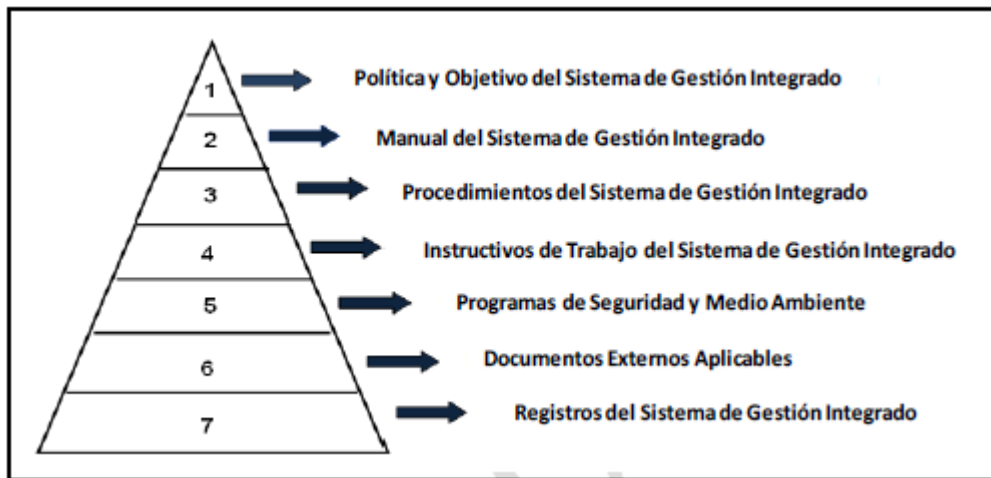 1 Política y Objetivo del Sistema de Gestión Integrado
2 Manual del Sistema de Gestión Integrado
3 Procedimientos del Sistema de Gestión Integrado
4 Instructivos de Trabajo del Sistema de Gestión Integrado
5 Programas de Seguridad y Medio Ambiente
6 Documentos Externos Aplicables
7 Registros del Sistema de Gestión Integrado